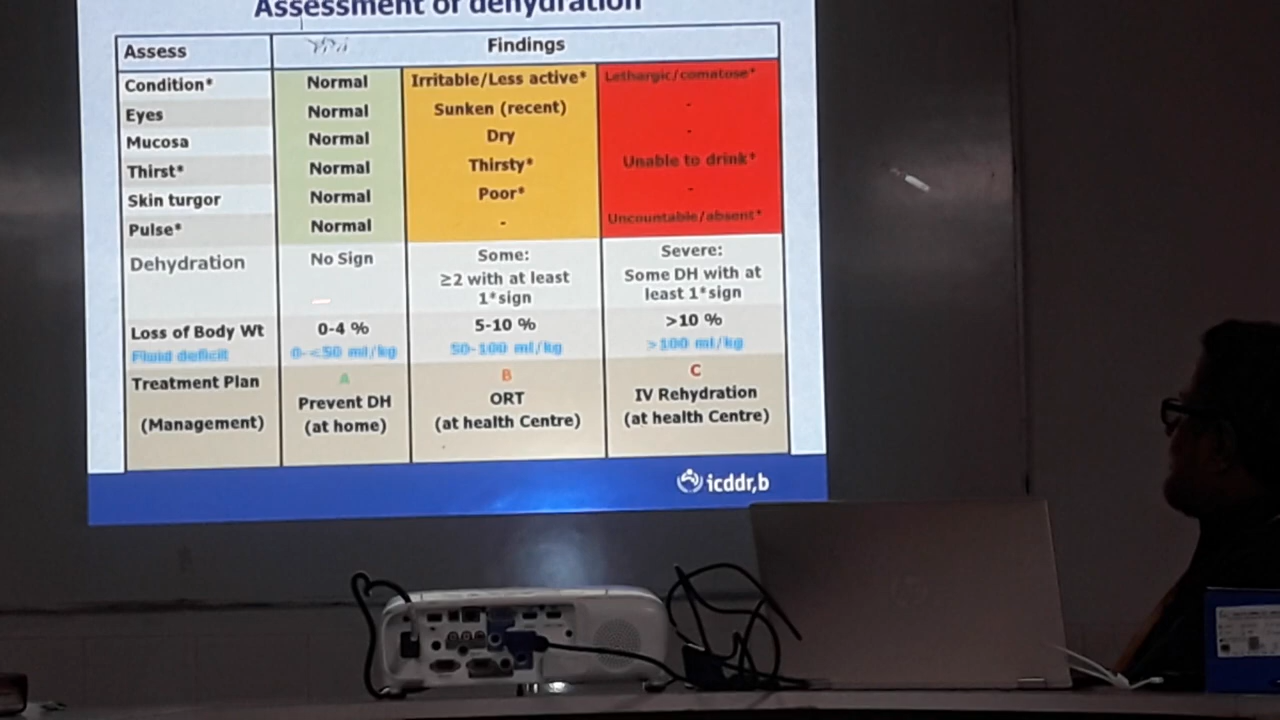 Assessment of dehydration
Assess Findings
Condition* Normal Irritable/Less active* Lethargic/comatose*
Eyes Normal Sunken (recent) -
Mucosa Normal Dry -
Thirst* Normal Thirsty* Unable to drink*
Skin turgor Normal Poor* -
Pulse* Normal - Uncountable/absent*
Dehydration No Sign Some: Severe:
≥2 with at least Some DH with at
1*sign least 1*sign
Loss of Body Wt 0-4 % 5-10 % >10 %
Fluid deficit 0-<50 ml/kg 50-100 ml/kg >100 ml/kg
Treatment Plan A B C
Prevent DH ORT IV Rehydration
(Management) (at home) (at health Centre) (at health Centre)
icddr,b
hp